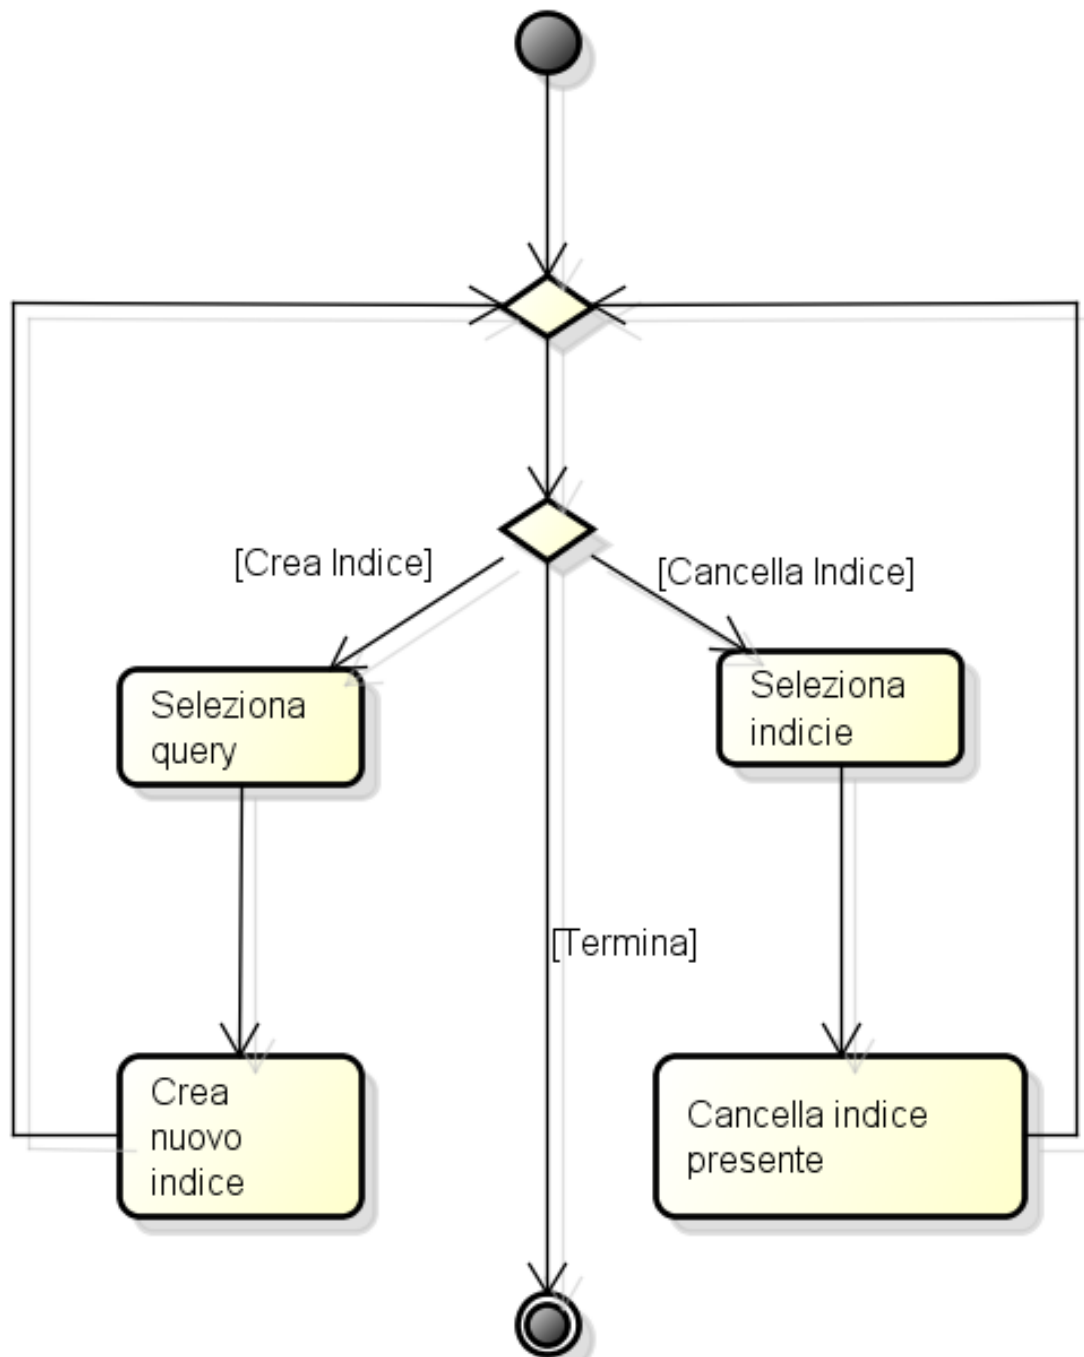 [Crea Indice]
[Cancella Indice]
Seleziona
query
Seleziona
indicie
[Termina]
Crea
nuovo
indice
Cancella indice
presente